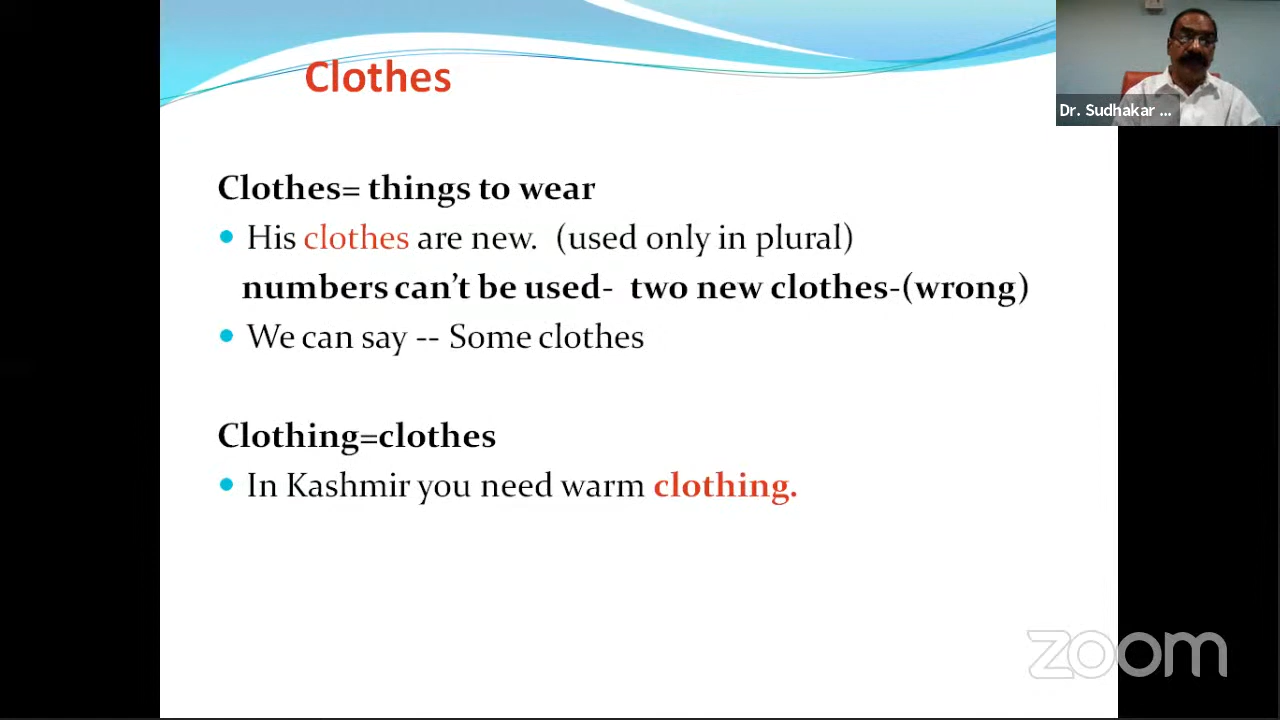 Clothes
Dr. Sudhakar ...
Clothes= things to wear
His clothes are new. (used only in plural)
numbers can't be used- two new clothes-(wrong)
We can say -- Some clothes
Clothing=clothes
In Kashmir you need warm clothing.
zoom